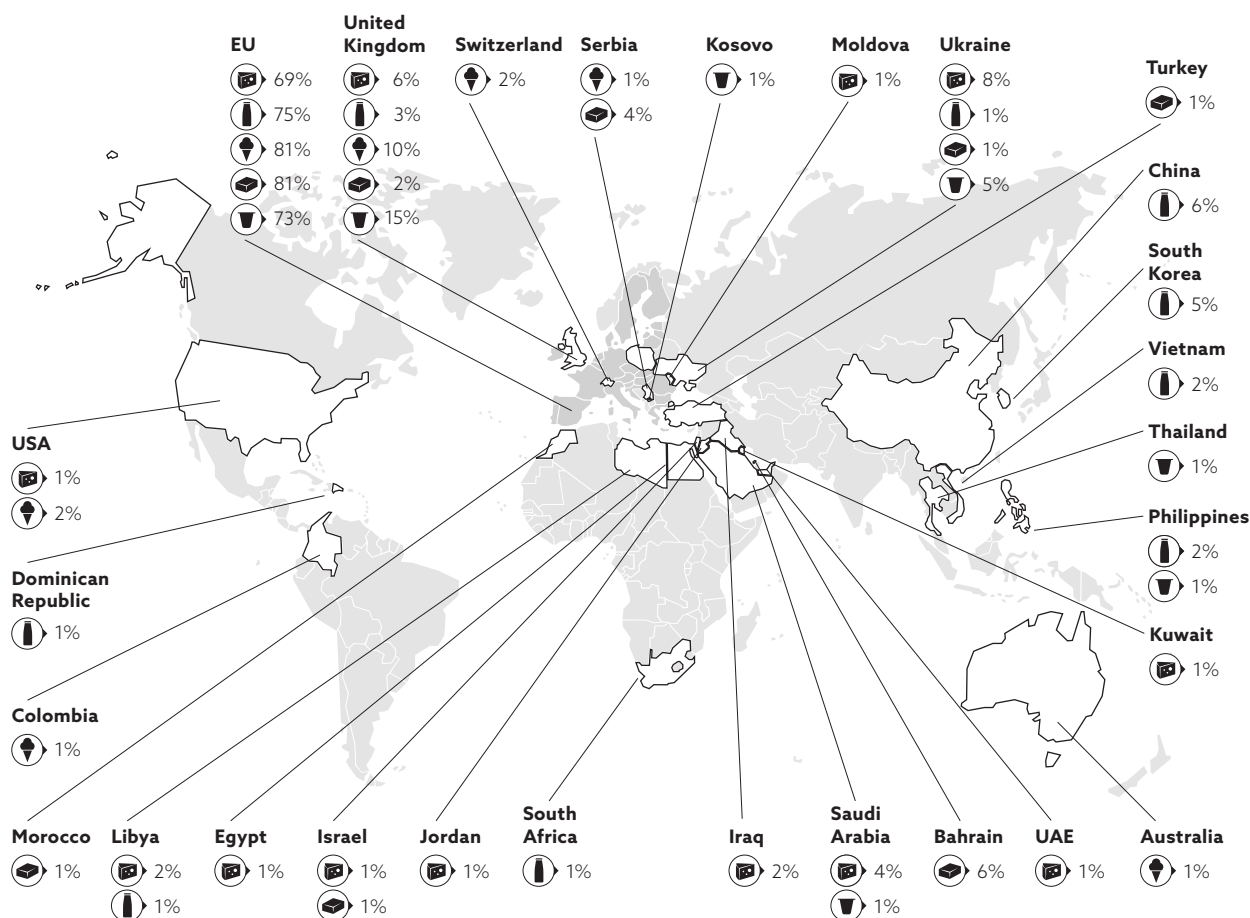 EU
69%
75%
81%
81%
73%
United
Kingdom
6%
3%
10%
2%
15%
Switzerland
2%
Serbia
1%
4%
Kosovo
1%
Moldova
1%
Ukraine
8%
1%
1%
5%
Turkey
1%
China
6%
South
Korea
5%
Vietnam
2%
Thailand
1%
Philippines
2%
1%
Kuwait
1%
USA
1%
2%
Dominican
Republic
1%
Colombia
1%
Morocco
1%
Libya
2%
1%
Egypt
1%
Israel
1%
1%
Jordan
1%
South
Africa
1%
Iraq
2%
Saudi
Arabia
4%
1%
Bahrain
6%
UAE
1%
Australia
1%